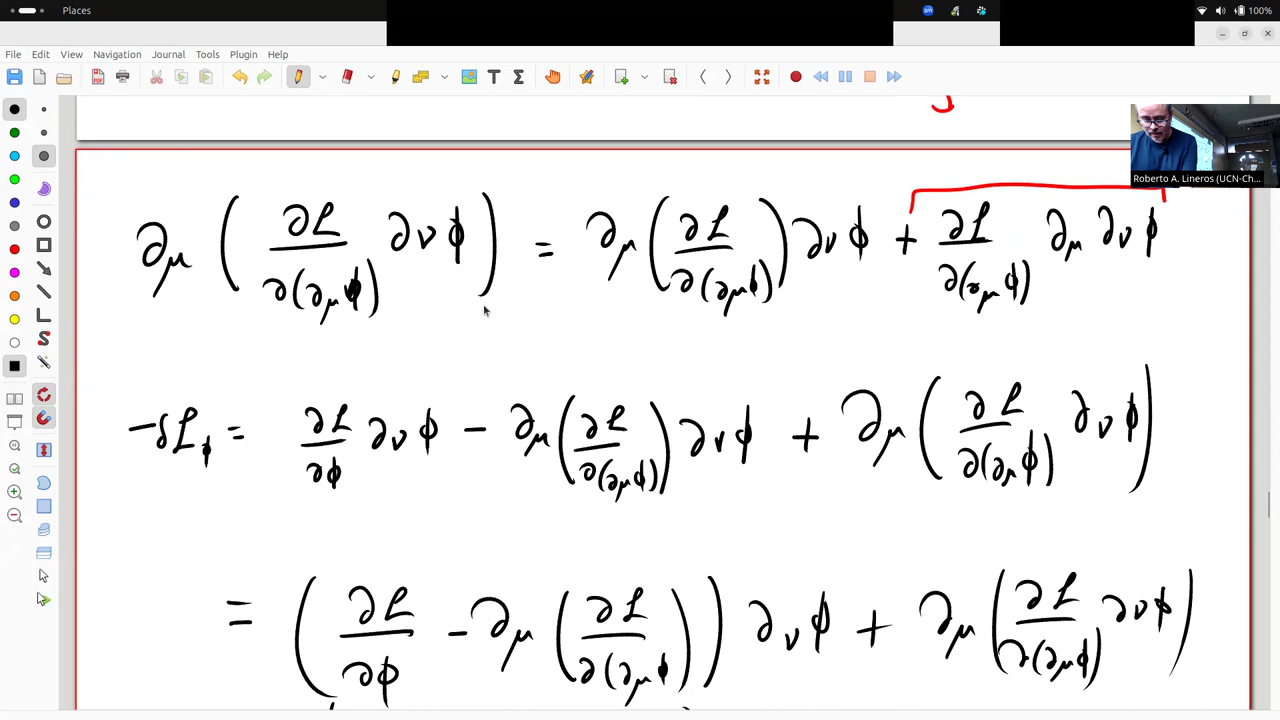 Places
100%
File Edit View Navigation Journal Tools Plugin Help
Roberto A. Lineros (UCN-Ch...
∂μ ( ∂ℒ/∂(∂μϕ) ∂νϕ ) = ∂μ ( ∂ℒ/∂(∂μϕ) ) ∂νϕ + ∂ℒ/∂(∂μϕ) ∂μ ∂νϕ
-δℒϕ = ∂ℒ/∂ϕ ∂νϕ - ∂μ ( ∂ℒ/∂(∂μϕ) ) ∂νϕ + ∂μ ( ∂ℒ/∂(∂μϕ) ∂νϕ )
= ( ∂ℒ/∂ϕ - ∂μ ( ∂ℒ/∂(∂μϕ) ) ) ∂νϕ + ∂μ ( ∂ℒ/∂(∂μϕ) ∂νϕ )